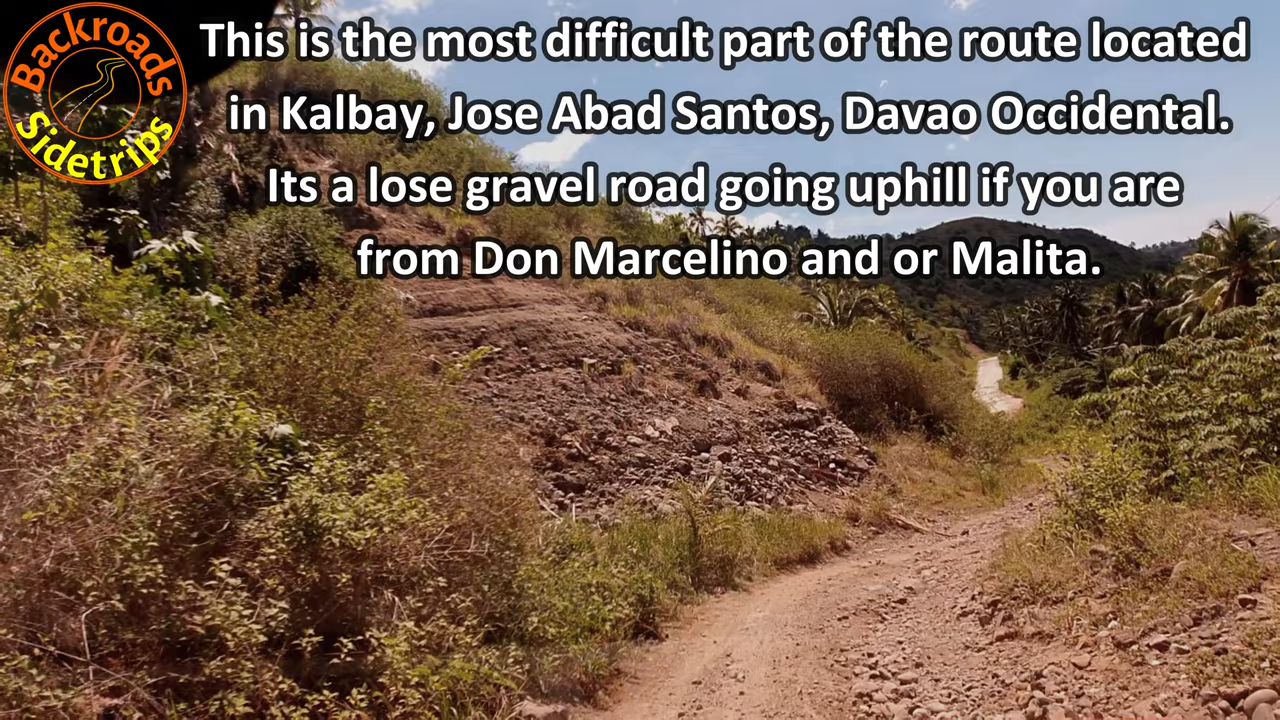 Backroads
Sidetrips
This is the most difficult part of the route located
in Kalbay, Jose Abad Santos, Davao Occidental.
Its a lose gravel road going uphill if you are
from Don Marcelino and or Malita.